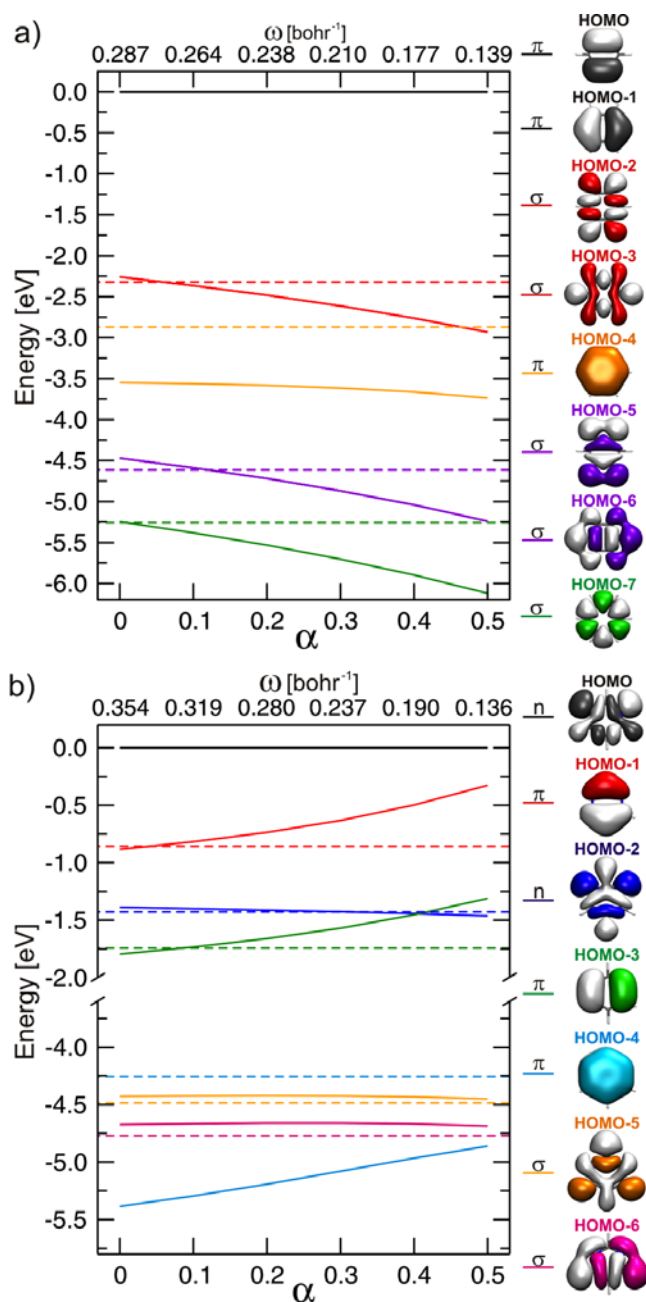 a)
ω [bohr⁻¹]
0.287 0.264 0.238 0.210 0.177 0.139
0.0
-0.5
-1.0
-1.5
-2.0
-2.5
-3.0
-3.5
-4.0
-4.5
-5.0
-5.5
-6.0
Energy [eV]
0 0.1 0.2 0.3 0.4 0.5
α
π HOMO
π HOMO-1
σ HOMO-2
σ HOMO-3
π HOMO-4
σ HOMO-5
σ HOMO-6
σ HOMO-7
b)
ω [bohr⁻¹]
0.354 0.319 0.280 0.237 0.190 0.136
0.0
-0.5
-1.0
-1.5
-2.0
-4.0
-4.5
-5.0
-5.5
Energy [eV]
0 0.1 0.2 0.3 0.4 0.5
α
n HOMO
π HOMO-1
n HOMO-2
π HOMO-3
π HOMO-4
σ HOMO-5
σ HOMO-6